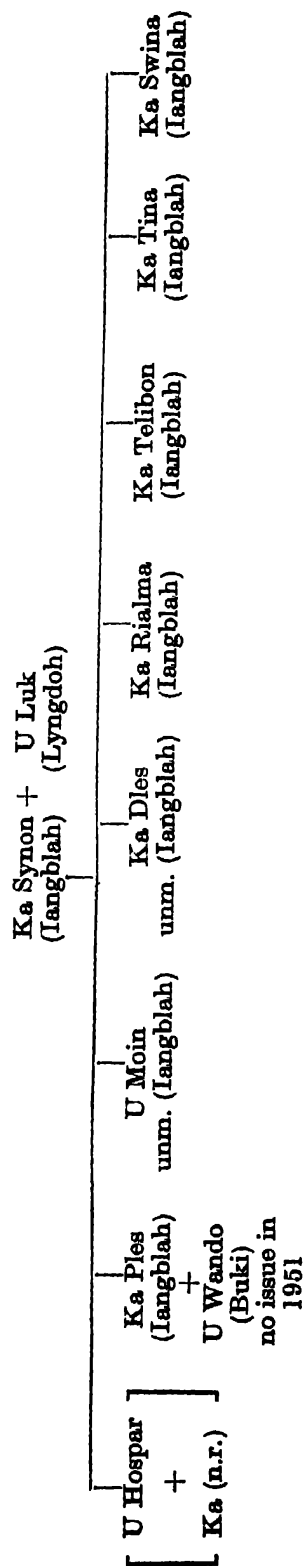 Ka Synon + U Luk
(Iangblah) (Lyngdoh)
U Hospar
+
Ka (n.r.)
Ka Ples
(Iangblah)
+
U Wando
(Buki)
no issue in
1951
U Moin
unm. (Iangblah)
Ka Dles
unm. (Iangblah)
Ka Rialma
(Iangblah)
Ka Telibon
(Iangblah)
Ka Tina
(Iangblah)
Ka Swina
(Iangblah)